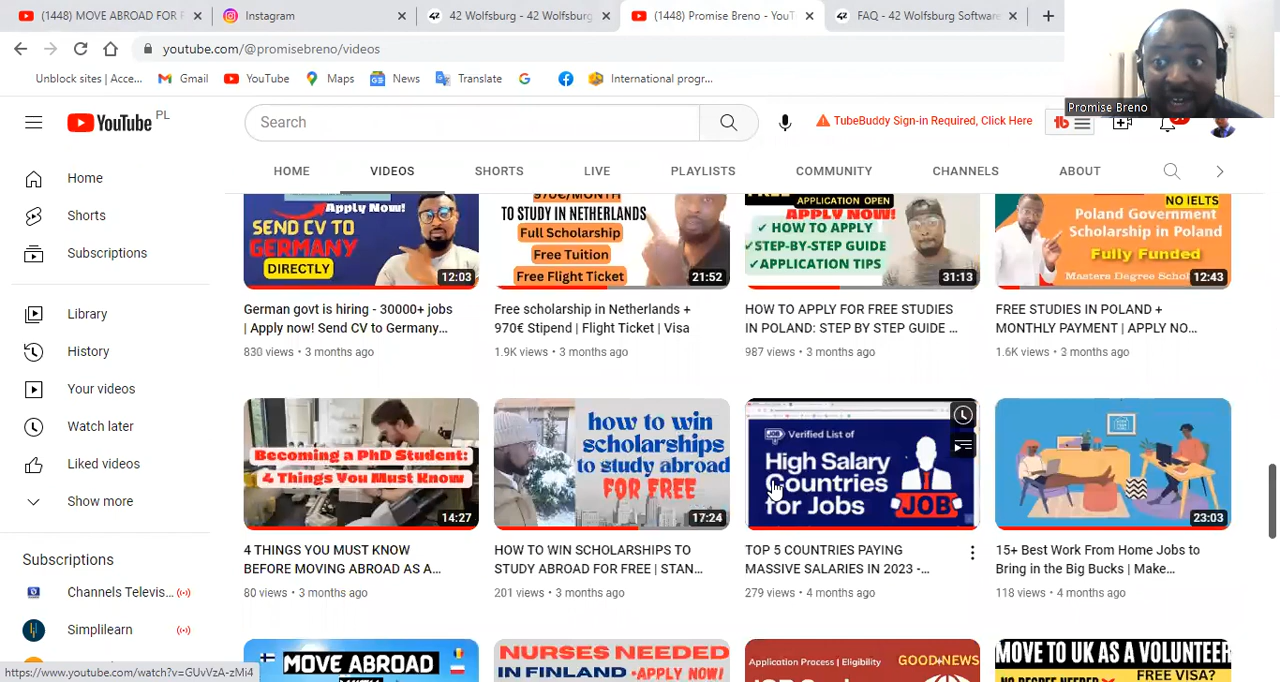 (1448) MOVE ABROAD FOR F
Instagram
42 Wolfsburg - 42 Wolfsburg
(1448) Promise Breno - YouT
FAQ - 42 Wolfsburg Software
youtube.com/@promisebreno/videos
Unblock sites | Acce...
Gmail
YouTube
Maps
News
Translate
International progr...
Promise Breno
YouTube PL
Search
TubeBuddy Sign-in Required, Click Here
HOME
VIDEOS
SHORTS
LIVE
PLAYLISTS
COMMUNITY
CHANNELS
ABOUT
Home
Shorts
Subscriptions
Library
History
Your videos
Watch later
Liked videos
Show more
Subscriptions
Channels Televis...
Simplilearn
Apply Now!
SEND CV TO
GERMANY
DIRECTLY
12:03
German govt is hiring - 30000+ jobs
| Apply now! Send CV to Germany...
830 views • 3 months ago
970€/MONTH
TO STUDY IN NETHERLANDS
Full Scholarship
Free Tuition
Free Flight Ticket
21:52
Free scholarship in Netherlands +
970€ Stipend | Flight Ticket | Visa
1.9K views • 3 months ago
APPLICATION OPEN
APPLY NOW!
✓ HOW TO APPLY
✓STEP-BY-STEP GUIDE
✓APPLICATION TIPS
31:13
HOW TO APPLY FOR FREE STUDIES
IN POLAND: STEP BY STEP GUIDE ...
987 views • 3 months ago
NO IELTS
Poland Government
Scholarship in Poland
Fully Funded
Masters Degree Schol
12:43
FREE STUDIES IN POLAND +
MONTHLY PAYMENT | APPLY NO...
1.6K views • 3 months ago
Becoming a PhD Student:
4 Things You Must Know
14:27
4 THINGS YOU MUST KNOW
BEFORE MOVING ABROAD AS A...
80 views • 3 months ago
how to win
scholarships
to study abroad
FOR FREE
17:24
HOW TO WIN SCHOLARSHIPS TO
STUDY ABROAD FOR FREE | STAN...
201 views • 3 months ago
Verified List of
High Salary
Countries
for Jobs
JOB
TOP 5 COUNTRIES PAYING
MASSIVE SALARIES IN 2023 -...
279 views • 4 months ago
23:03
15+ Best Work From Home Jobs to
Bring in the Big Bucks | Make...
118 views • 4 months ago
MOVE ABROAD
NURSES NEEDED
IN FINLAND •APPLY NOW!
Application Process | Eligibility
GOOD NEWS
MOVE TO UK AS A VOLUNTEER
FREE VISA?
https://www.youtube.com/watch?v=GUvVzA-zMi4